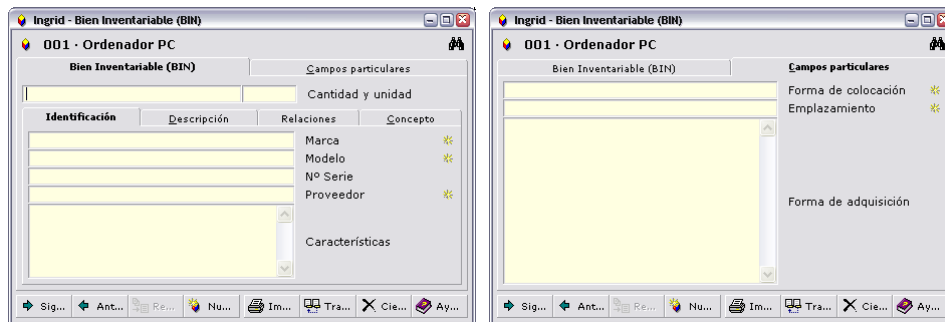 Ingrid - Bien Inventariable (BIN)
001 · Ordenador PC
Bien Inventariable (BIN)
Campos particulares
Cantidad y unidad
Identificación
Descripción
Relaciones
Concepto
Marca
Modelo
Nº Serie
Proveedor
Características
Sig...
Ant...
Re...
Nu...
Im...
Tra...
Cie...
Ay...
Ingrid - Bien Inventariable (BIN)
001 · Ordenador PC
Bien Inventariable (BIN)
Campos particulares
Forma de colocación
Emplazamiento
Forma de adquisición
Sig...
Ant...
Re...
Nu...
Im...
Tra...
Cie...
Ay...